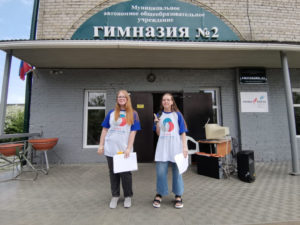 Муниципальное
автономное общеобразовательное
учреждение
ГИМНАЗИЯ №2